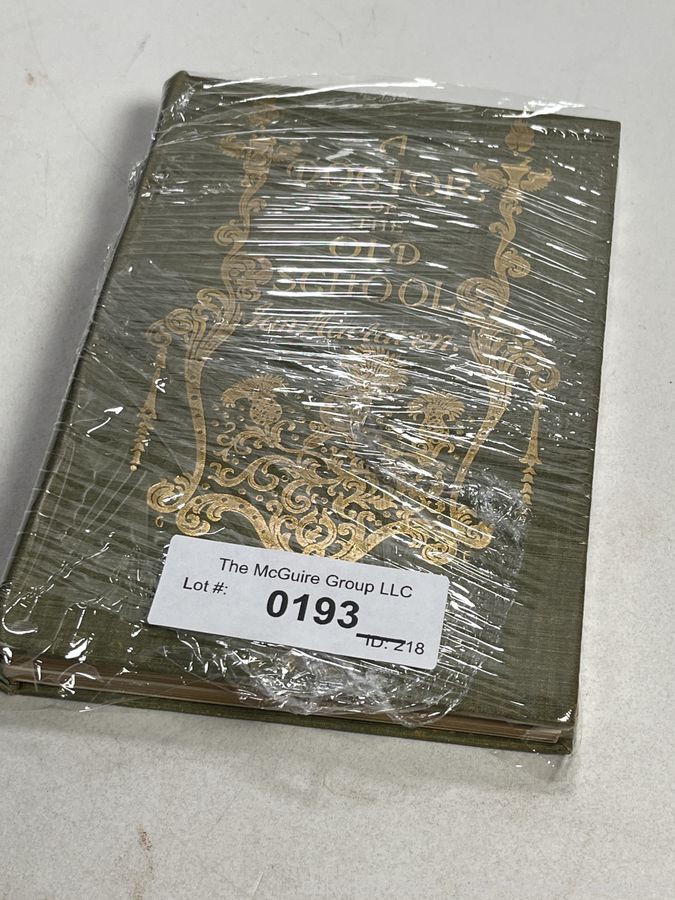 A
DOCTOR
OF
THE
OLD
SCHOOL
Ian Maclaren
The McGuire Group LLC
Lot #:
0193
ID: 218